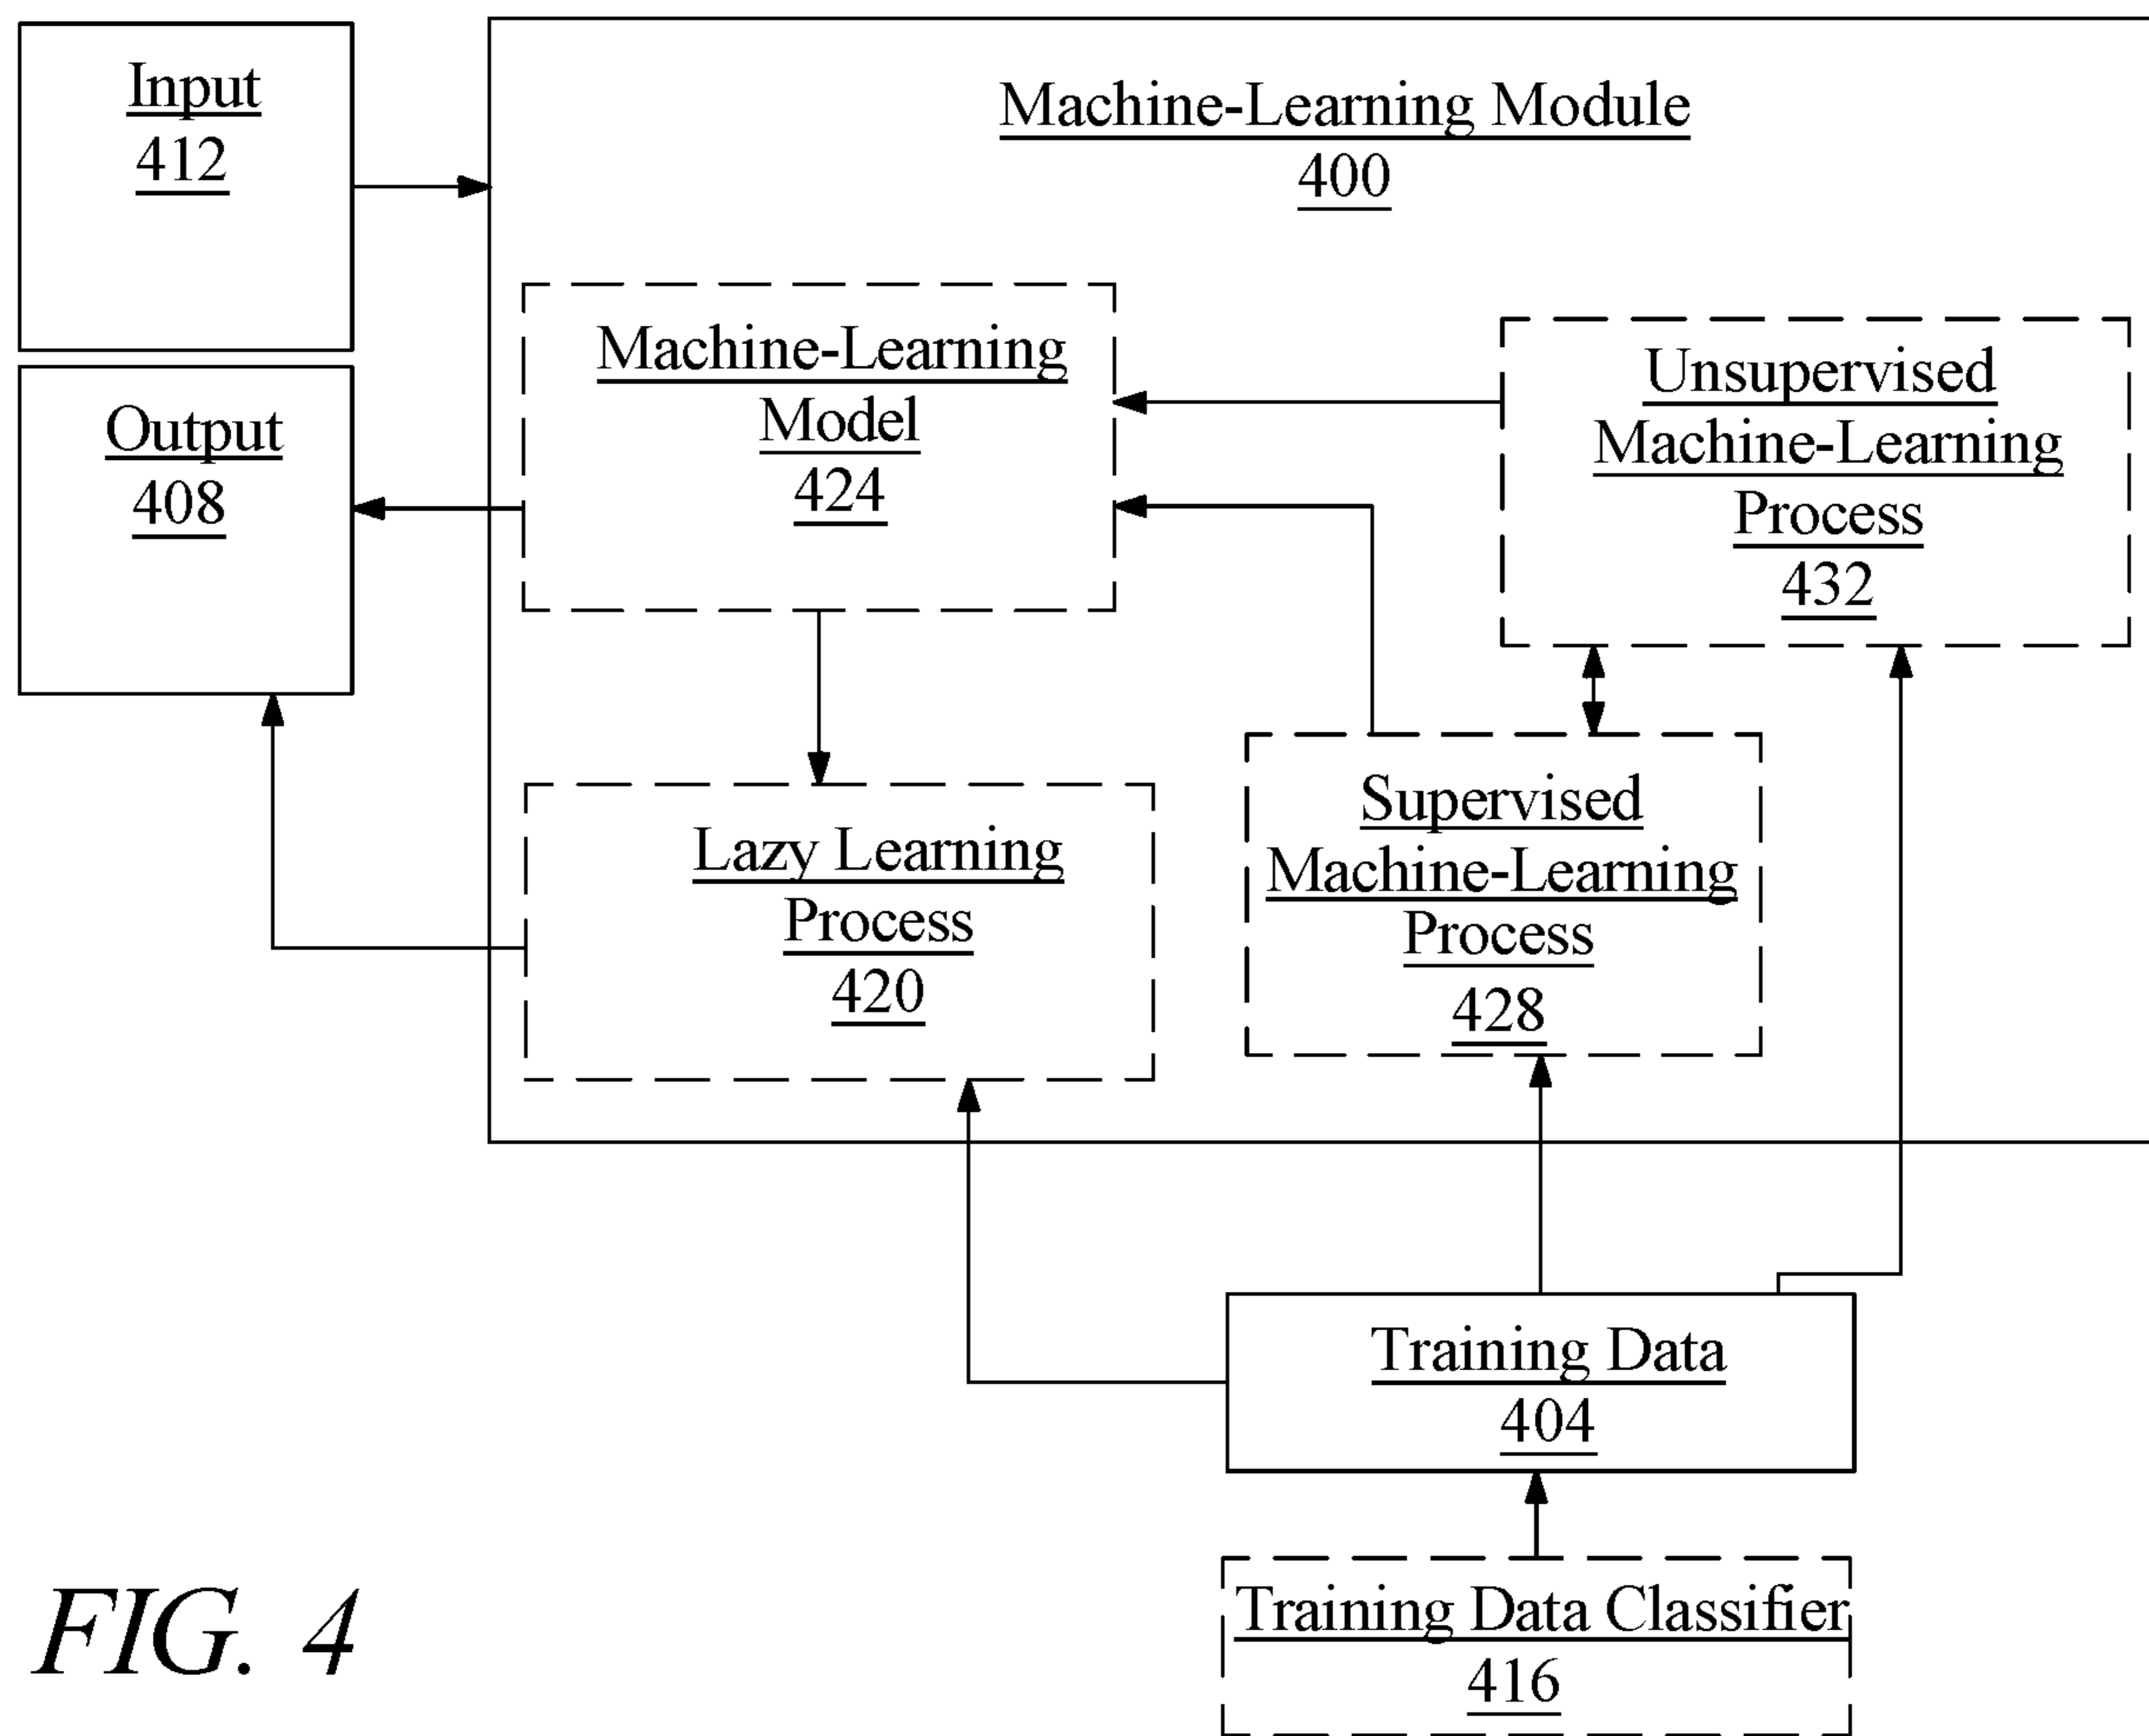 Input
412
Machine-Learning Module
400
Machine-Learning
Model
424
Unsupervised
Machine-Learning
Process
432
Output
408
Lazy Learning
Process
420
Supervised
Machine-Learning
Process
428
Training Data
404
Training Data Classifier
416
FIG. 4